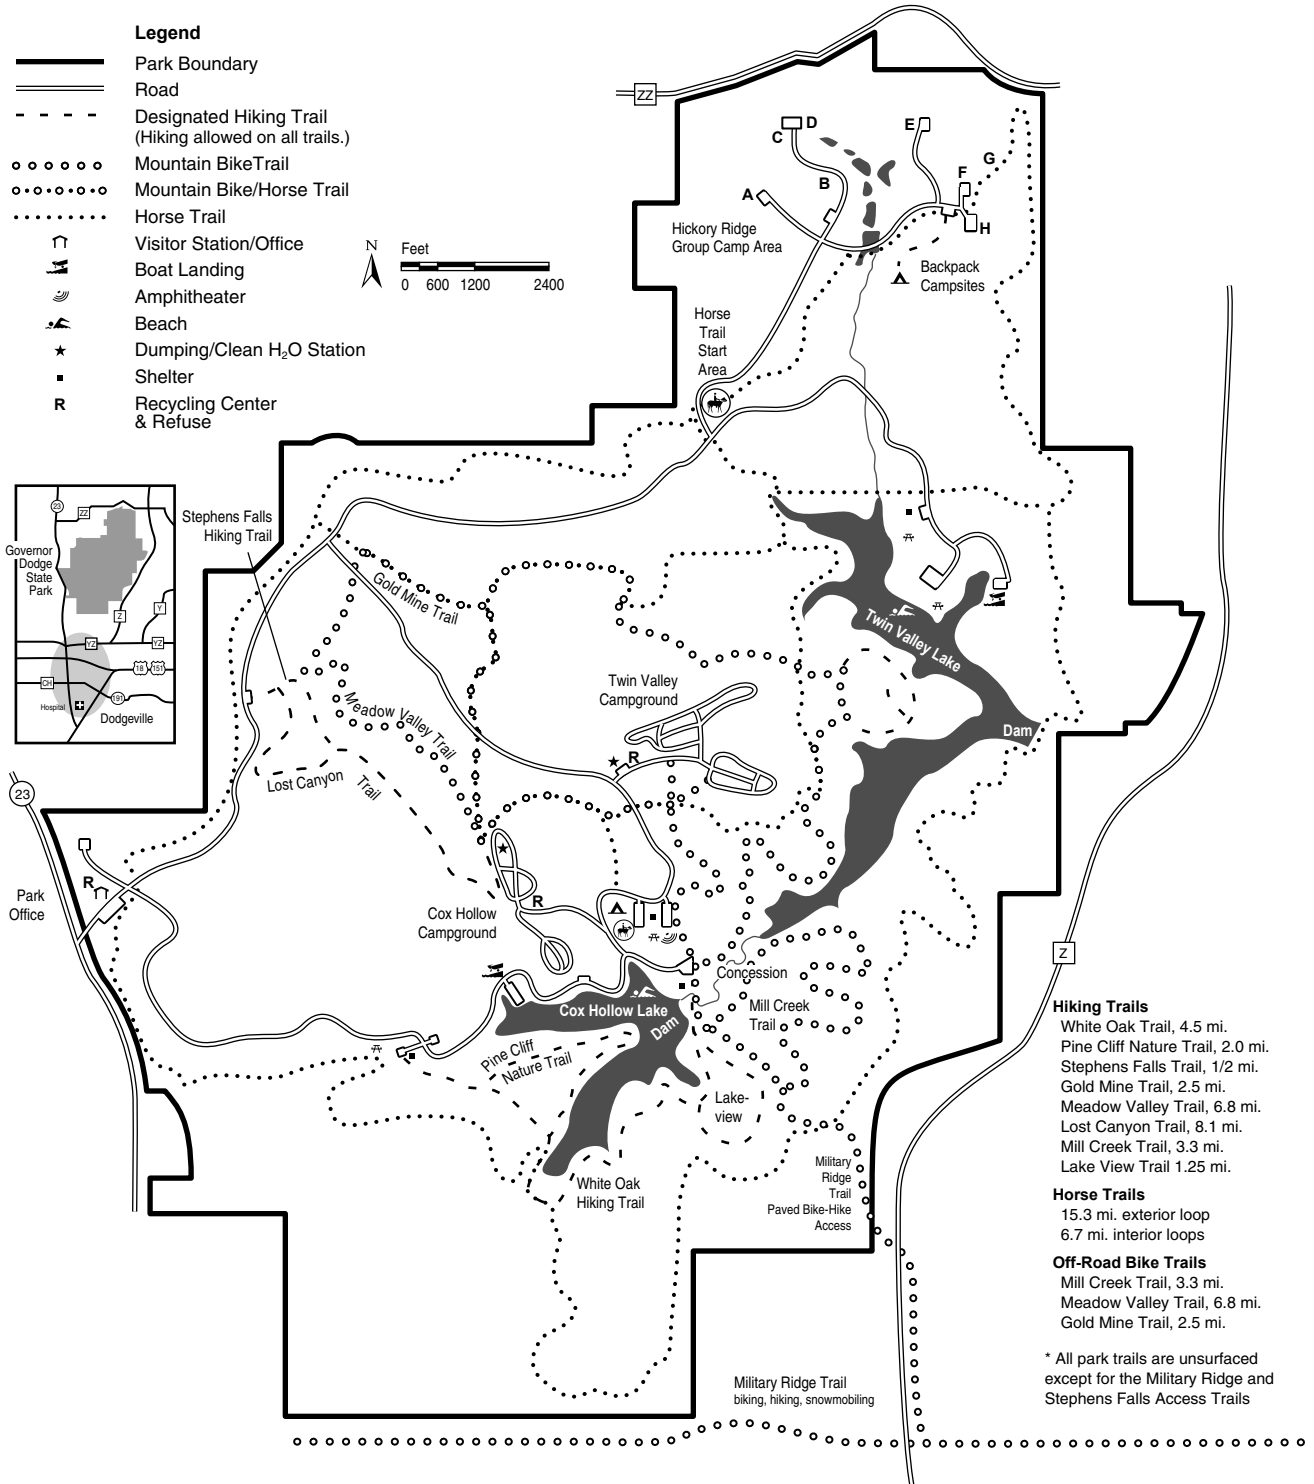 Legend
Park Boundary
Road
Designated Hiking Trail
(Hiking allowed on all trails.)
Mountain BikeTrail
Mountain Bike/Horse Trail
Horse Trail
Visitor Station/Office
Boat Landing
Amphitheater
Beach
Dumping/Clean H2O Station
Shelter
R
Recycling Center
& Refuse
N
Feet
0 600 1200 2400
ZZ
D
C
B
A
E
F
G
H
Hickory Ridge
Group Camp Area
Backpack
Campsites
Horse
Trail
Start
Area
Stephens Falls
Hiking Trail
23
ZZ
Governor
Dodge
State
Park
Z
Y
YZ
YZ
18
151
CH
191
Hospital
Dodgeville
Gold Mine Trail
Twin Valley Lake
Twin Valley
Campground
Meadow Valley Trail
Dam
R
Lost Canyon
Trail
23
R
Park
Office
Cox Hollow
Campground
R
Z
Concession
Cox Hollow Lake
Dam
Mill Creek
Trail
Pine Cliff
Nature Trail
Lake-
view
White Oak
Hiking Trail
Military
Ridge
Trail
Paved Bike-Hike
Access
Military Ridge Trail
biking, hiking, snowmobiling
Hiking Trails
White Oak Trail, 4.5 mi.
Pine Cliff Nature Trail, 2.0 mi.
Stephens Falls Trail, 1/2 mi.
Gold Mine Trail, 2.5 mi.
Meadow Valley Trail, 6.8 mi.
Lost Canyon Trail, 8.1 mi.
Mill Creek Trail, 3.3 mi.
Lake View Trail 1.25 mi.
Horse Trails
15.3 mi. exterior loop
6.7 mi. interior loops
Off-Road Bike Trails
Mill Creek Trail, 3.3 mi.
Meadow Valley Trail, 6.8 mi.
Gold Mine Trail, 2.5 mi.
* All park trails are unsurfaced
except for the Military Ridge and
Stephens Falls Access Trails